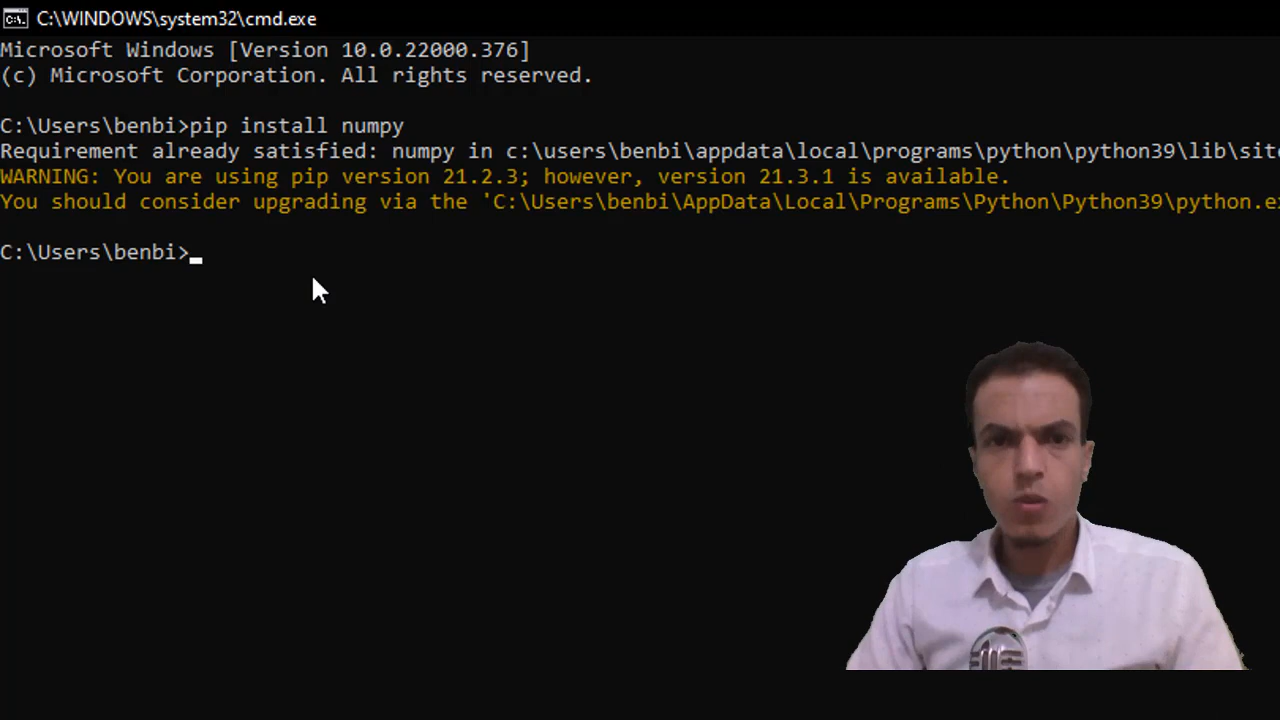 C:\WINDOWS\system32\cmd.exe
Microsoft Windows [Version 10.0.22000.376]
(c) Microsoft Corporation. All rights reserved.
C:\Users\benbi>pip install numpy
Requirement already satisfied: numpy in c:\users\benbi\appdata\local\programs\python\python39\lib\site
WARNING: You are using pip version 21.2.3; however, version 21.3.1 is available.
You should consider upgrading via the 'C:\Users\benbi\AppData\Local\Programs\Python\Python39\python.ex
C:\Users\benbi>